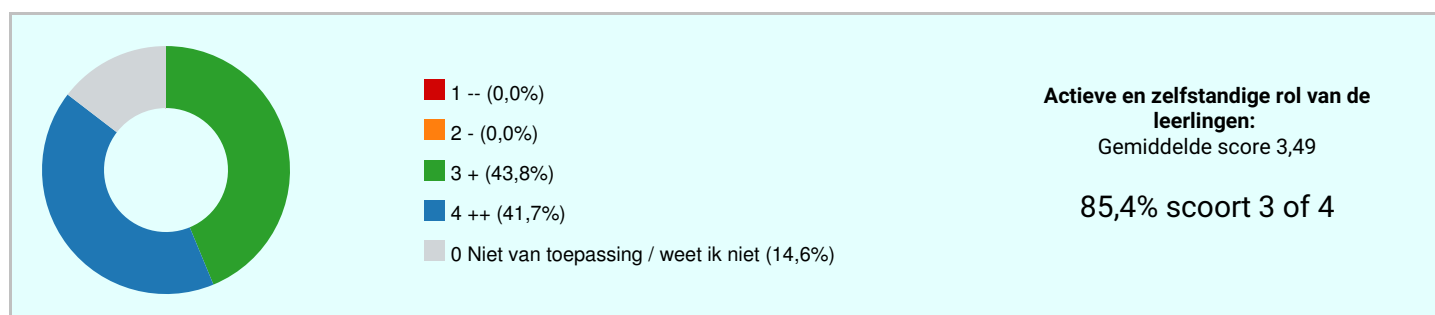 1 -- (0,0%)
2 - (0,0%)
3 + (43,8%)
4 ++ (41,7%)
0 Niet van toepassing / weet ik niet (14,6%)
Actieve en zelfstandige rol van de
leerlingen:
Gemiddelde score 3,49
85,4% scoort 3 of 4